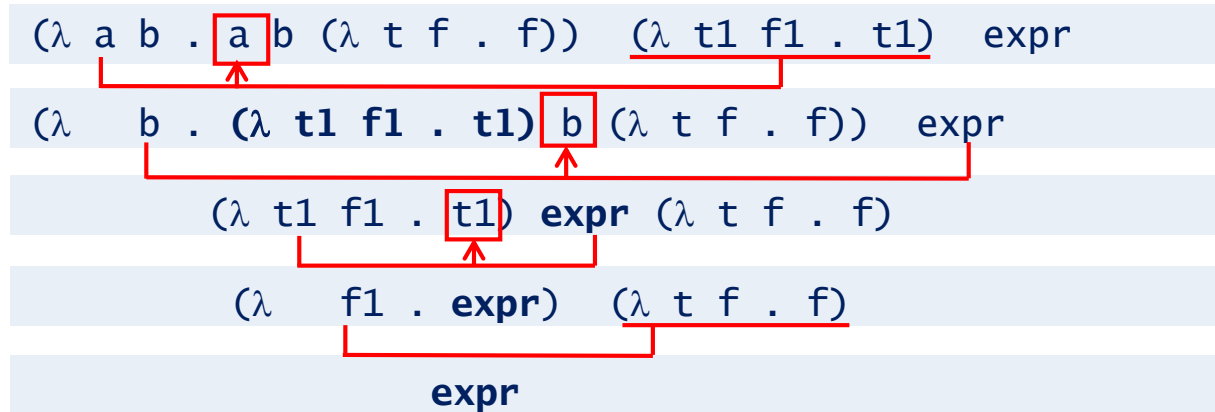 (λ a b . a b (λ t f . f)) (λ t1 f1 . t1) expr
(λ b . (λ t1 f1 . t1) b (λ t f . f)) expr
(λ t1 f1 . t1) expr (λ t f . f)
(λ f1 . expr) (λ t f . f)
expr